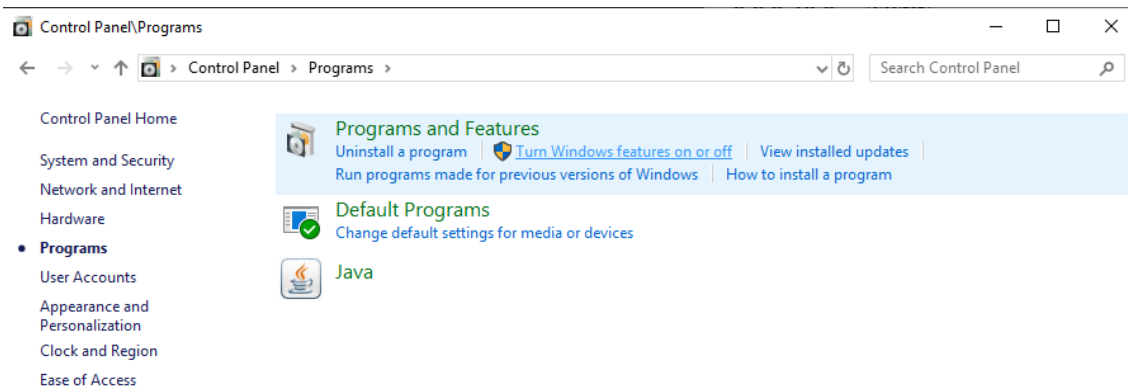 Control Panel\Programs
Control Panel > Programs >
Search Control Panel
Control Panel Home
System and Security
Network and Internet
Hardware
Programs
User Accounts
Appearance and
Personalization
Clock and Region
Ease of Access
Programs and Features
Uninstall a program
Turn Windows features on or off
View installed updates
Run programs made for previous versions of Windows
How to install a program
Default Programs
Change default settings for media or devices
Java